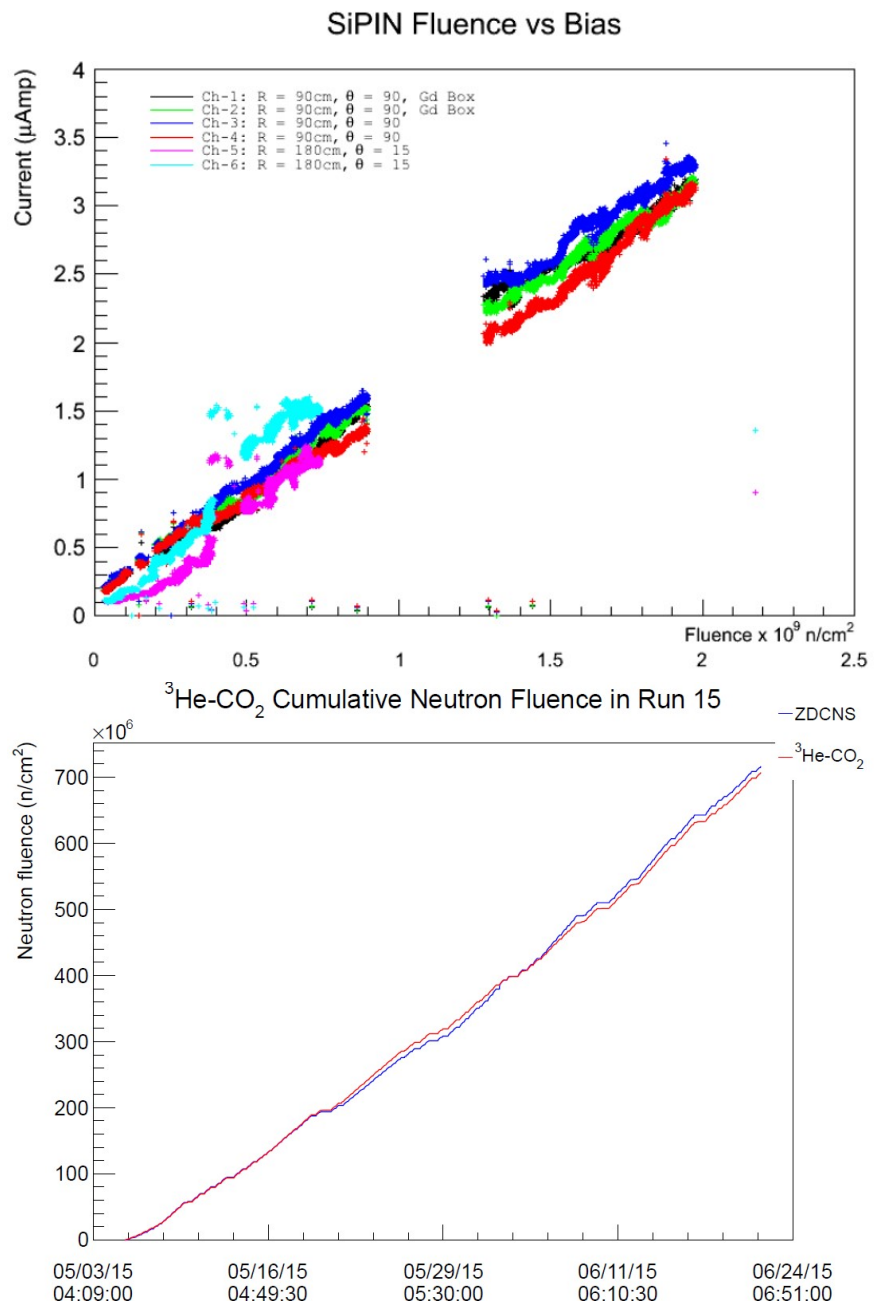 SiPIN Fluence vs Bias
Current (μAmp)
4
3.5
3
2.5
2
1.5
1
0.5
0
Ch-1: R = 90cm, θ = 90, Gd Box
Ch-2: R = 90cm, θ = 90, Gd Box
Ch-3: R = 90cm, θ = 90
Ch-4: R = 90cm, θ = 90
Ch-5: R = 180cm, θ = 15
Ch-6: R = 180cm, θ = 15
Fluence x 10⁹ n/cm²
0 0.5 1 1.5 2 2.5
³He-CO₂ Cumulative Neutron Fluence in Run 15
ZDCNS
³He-CO₂
×10⁶
Neutron fluence (n/cm²)
700
600
500
400
300
200
100
0
05/03/15 05/16/15 05/29/15 06/11/15 06/24/15
04:09:00 04:49:30 05:30:00 06:10:30 06:51:00